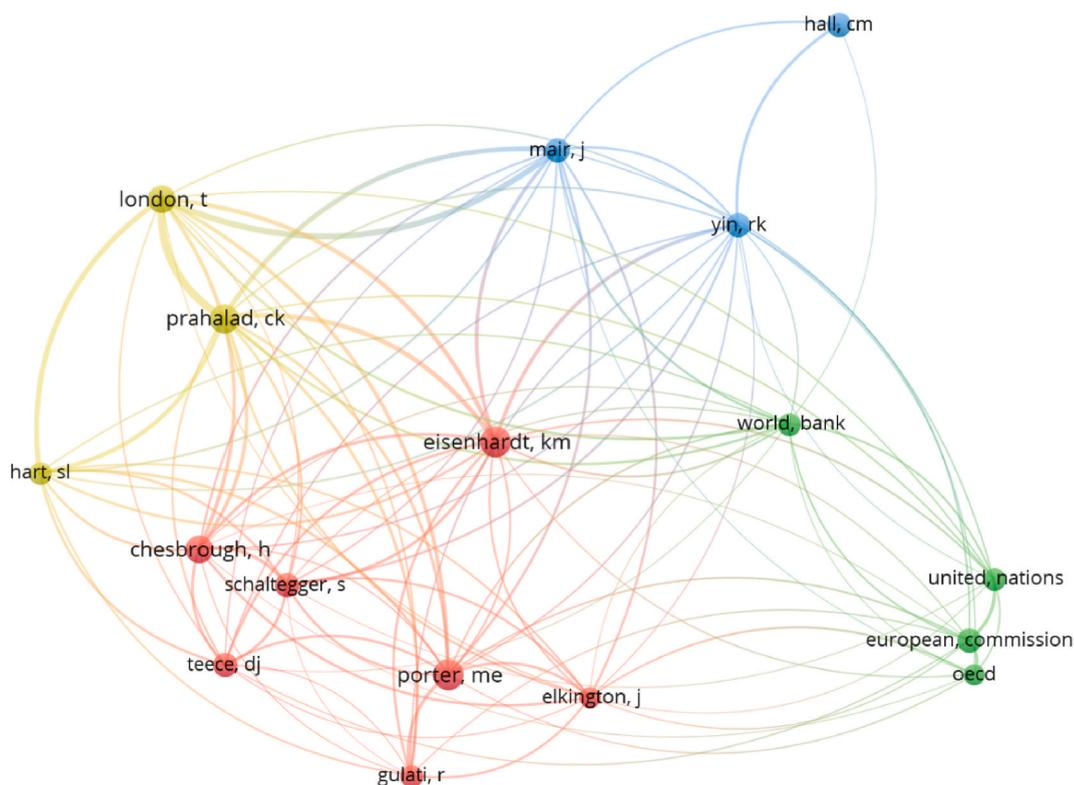 hall, cm
mair, j
london, t
yin, rk
prahalad, ck
world, bank
eisenhardt, km
hart, sl
chesbrough, h
united, nations
schaltegger, s
european, commission
teece, dj
porter, me
oecd
elkington, j
gulati, r